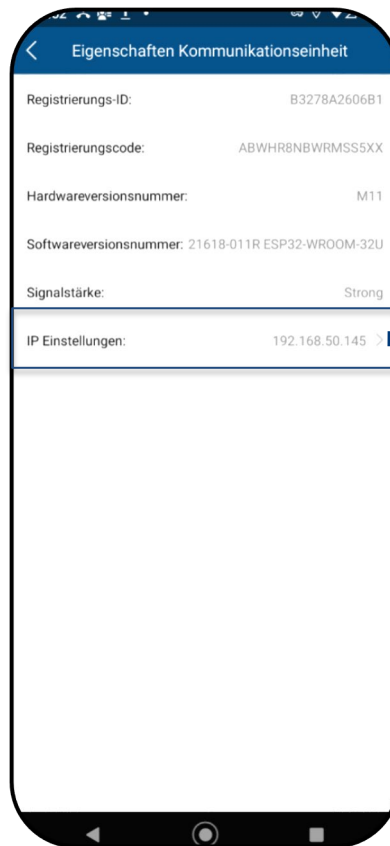 Eigenschaften Kommunikationseinheit
Registrierungs-ID: B3278A2606B1
Registrierungscode: ABWHR8NBWRMSS5XX
Hardwareversionsnummer: M11
Softwareversionsnummer: 21618-011R ESP32-WROOM-32U
Signalstärke: Strong
IP Einstellungen: 192.168.50.145